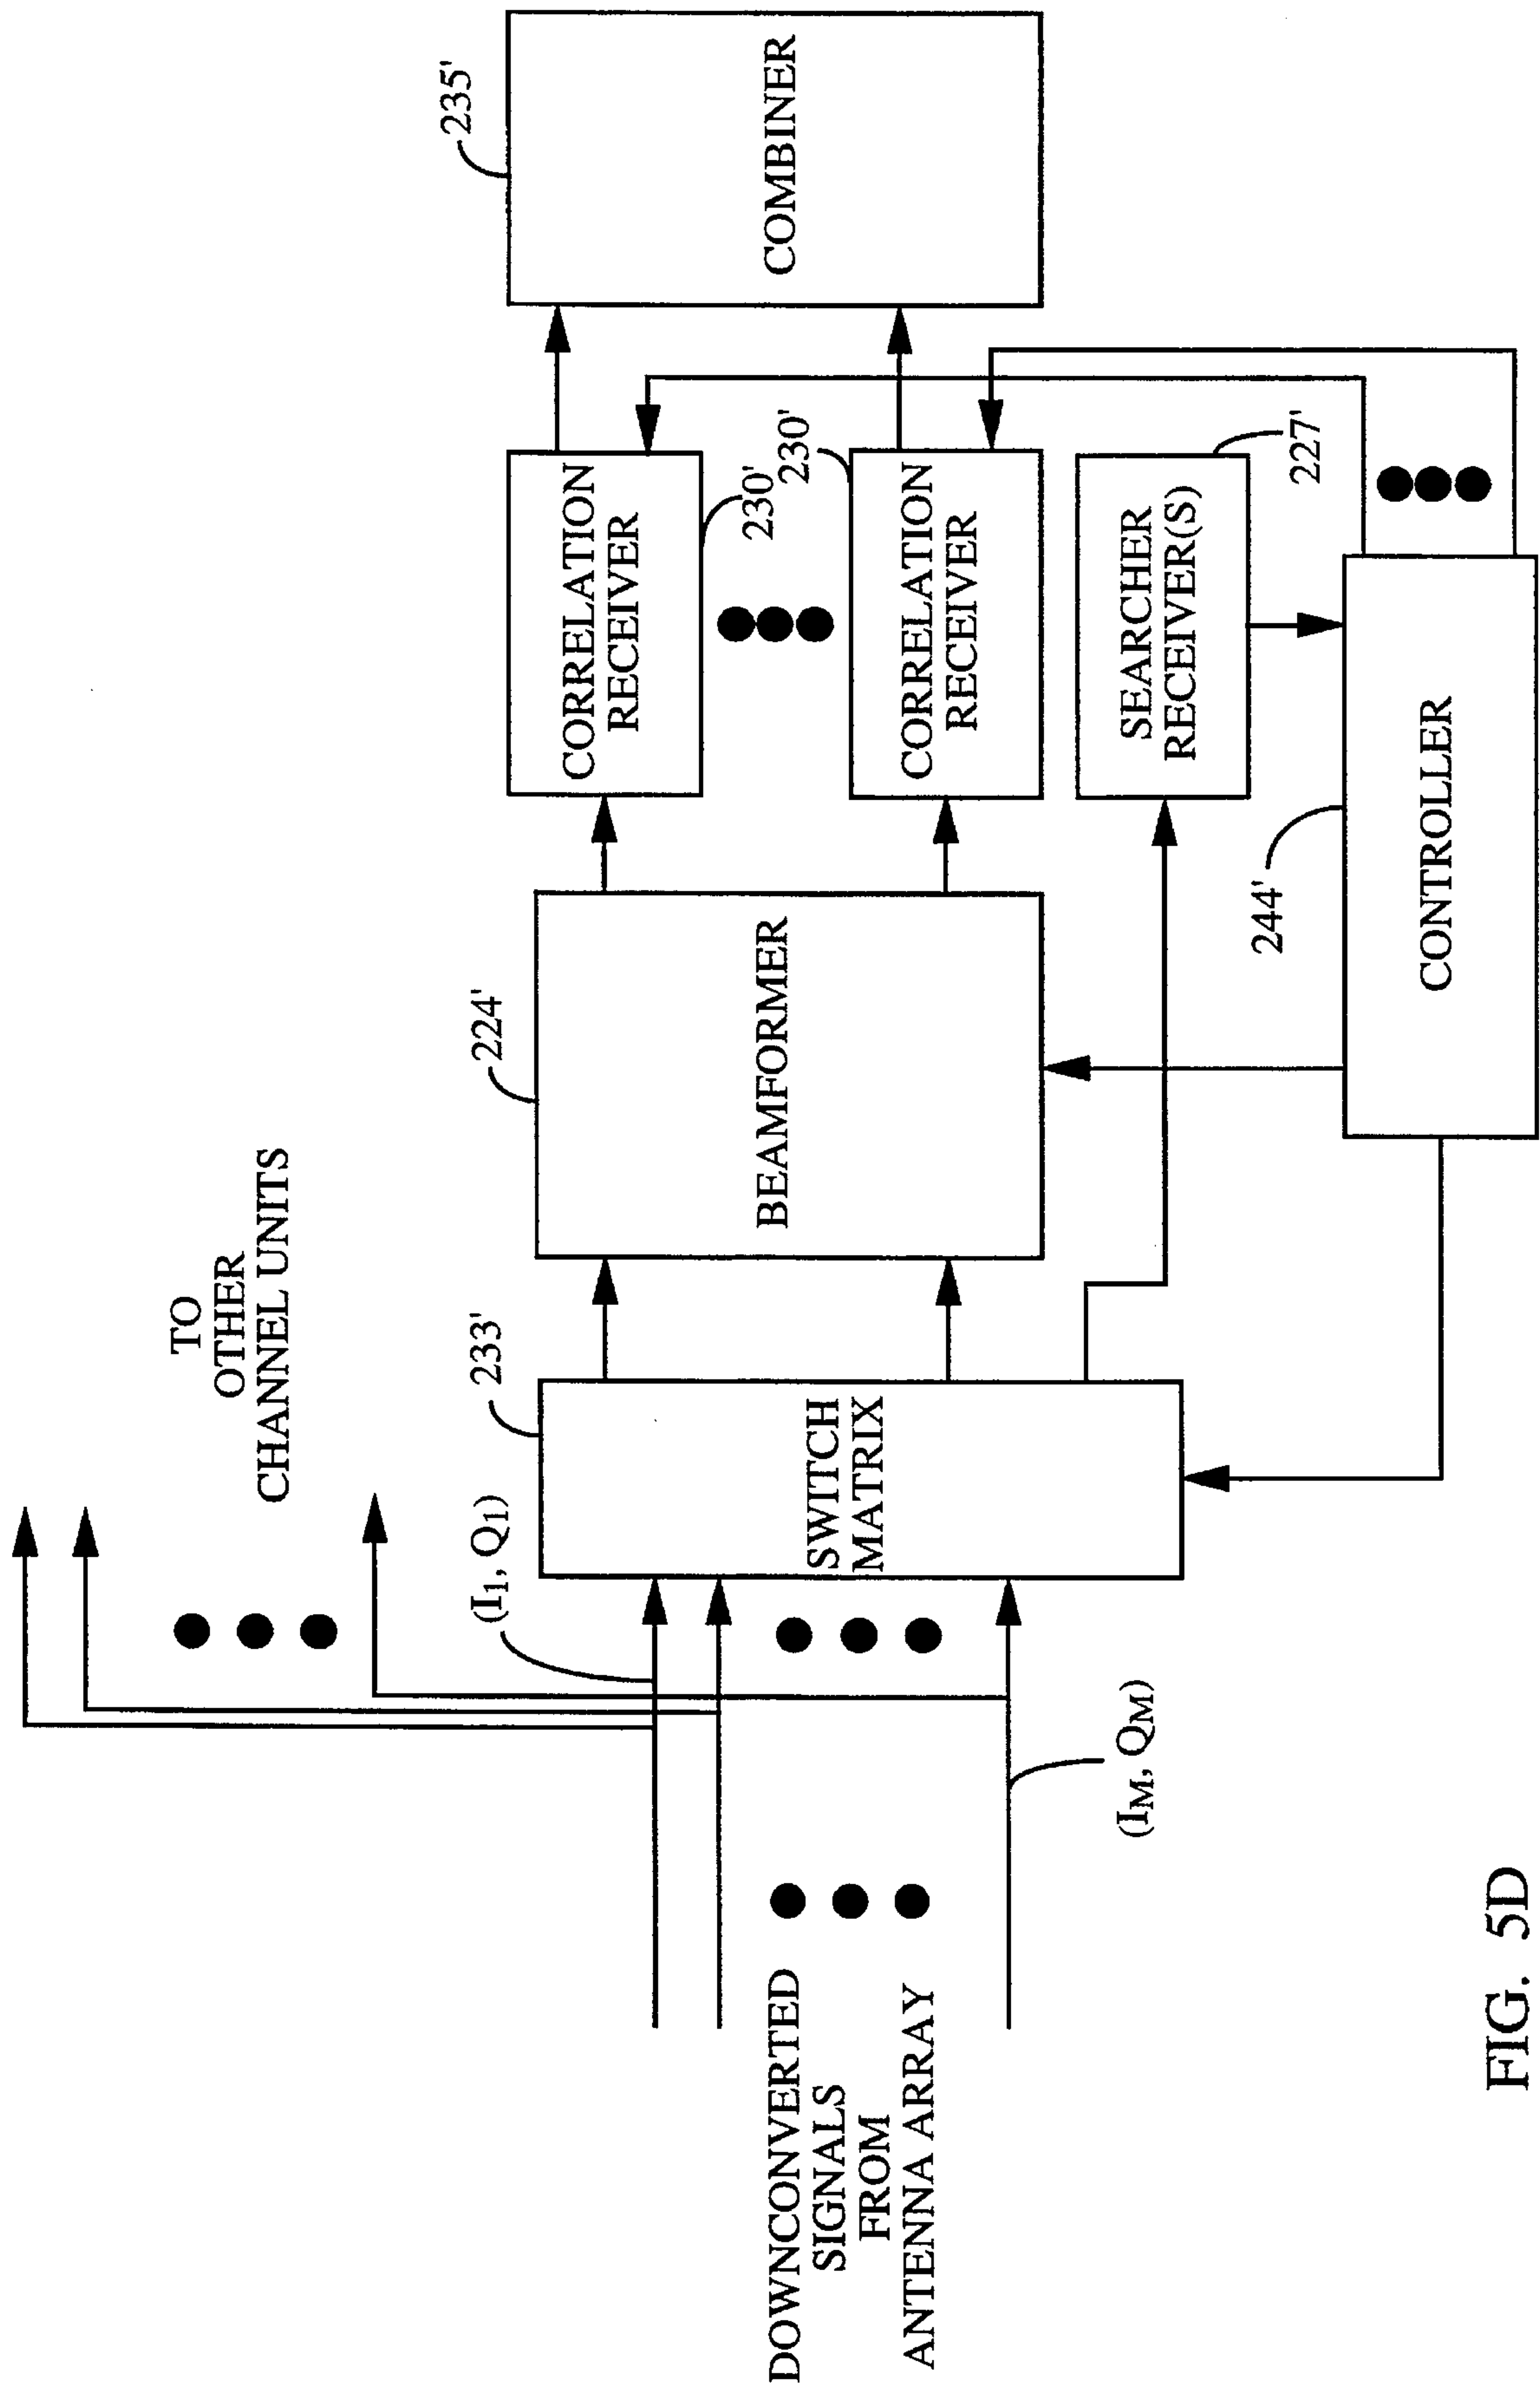 TO
OTHER
CHANNEL UNITS
DOWNCONVERTED
SIGNALS
FROM
ANTENNA ARRAY
(I1, Q1)
(IM, QM)
233'
SWITCH
MATRIX
224'
BEAMFORMER
CORRELATION
RECEIVER
230'
230'
CORRELATION
RECEIVER
SEARCHER
RECEIVER(S)
227'
235'
COMBINER
244'
CONTROLLER
FIG. 5D